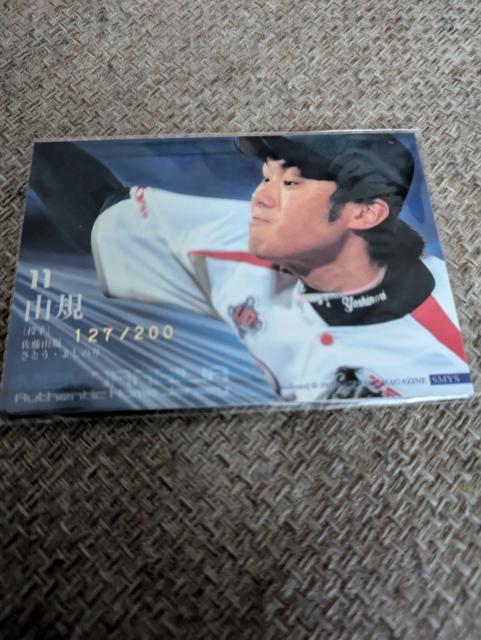 11
由規
127/200
［投手］
佐藤由規
さとう・よしのり
Authentic
Yoshinori
MAGAZINE SMYS